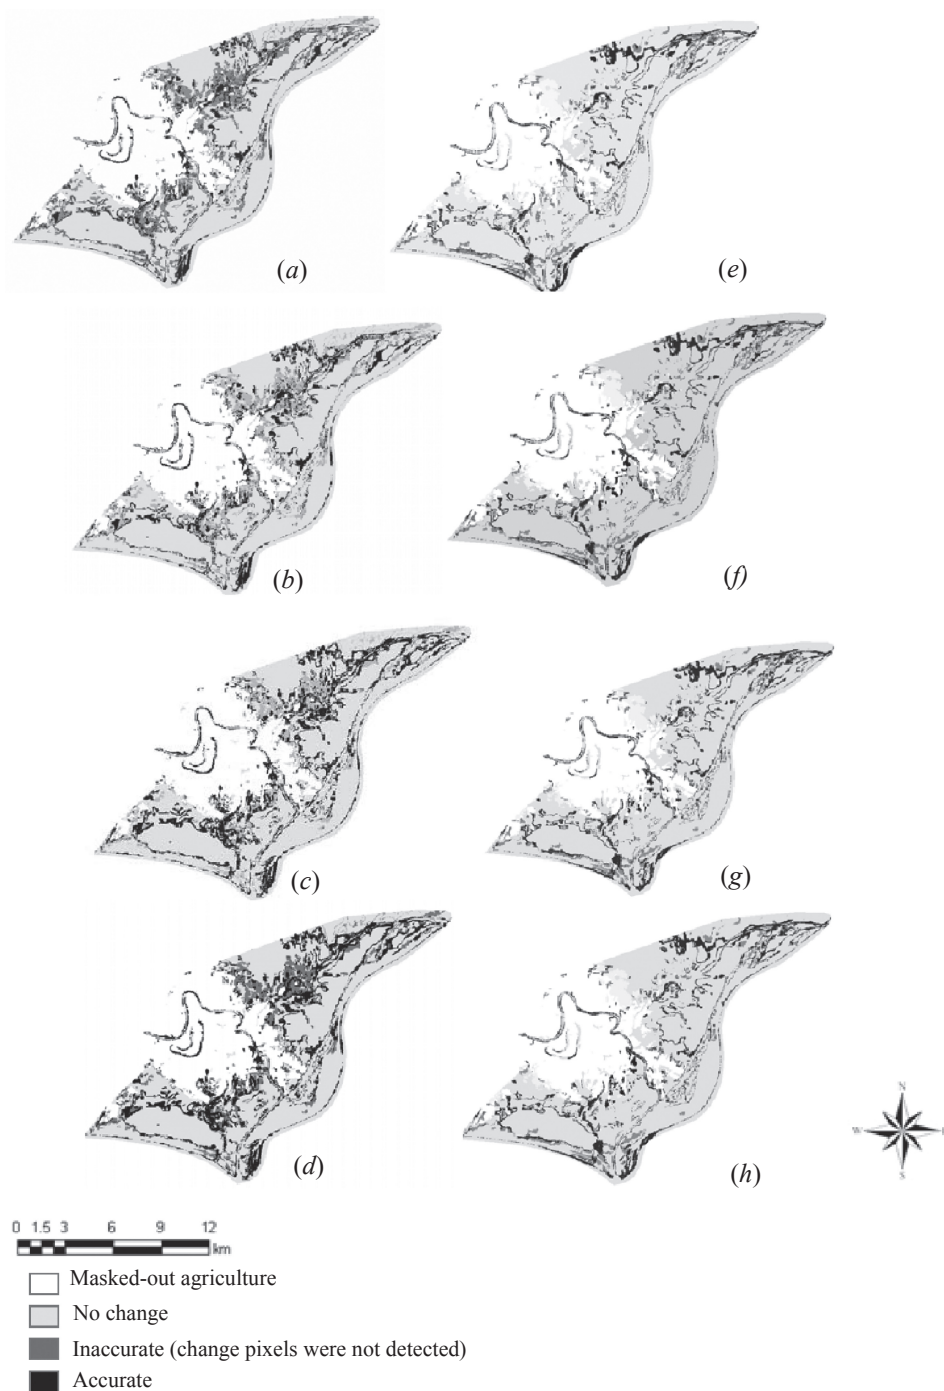 (a)
(e)
(b)
(f)
(c)
(g)
(d)
(h)
N
W
E
S
0 1.5 3 6 9 12
km
Masked-out agriculture
No change
Inaccurate (change pixels were not detected)
Accurate